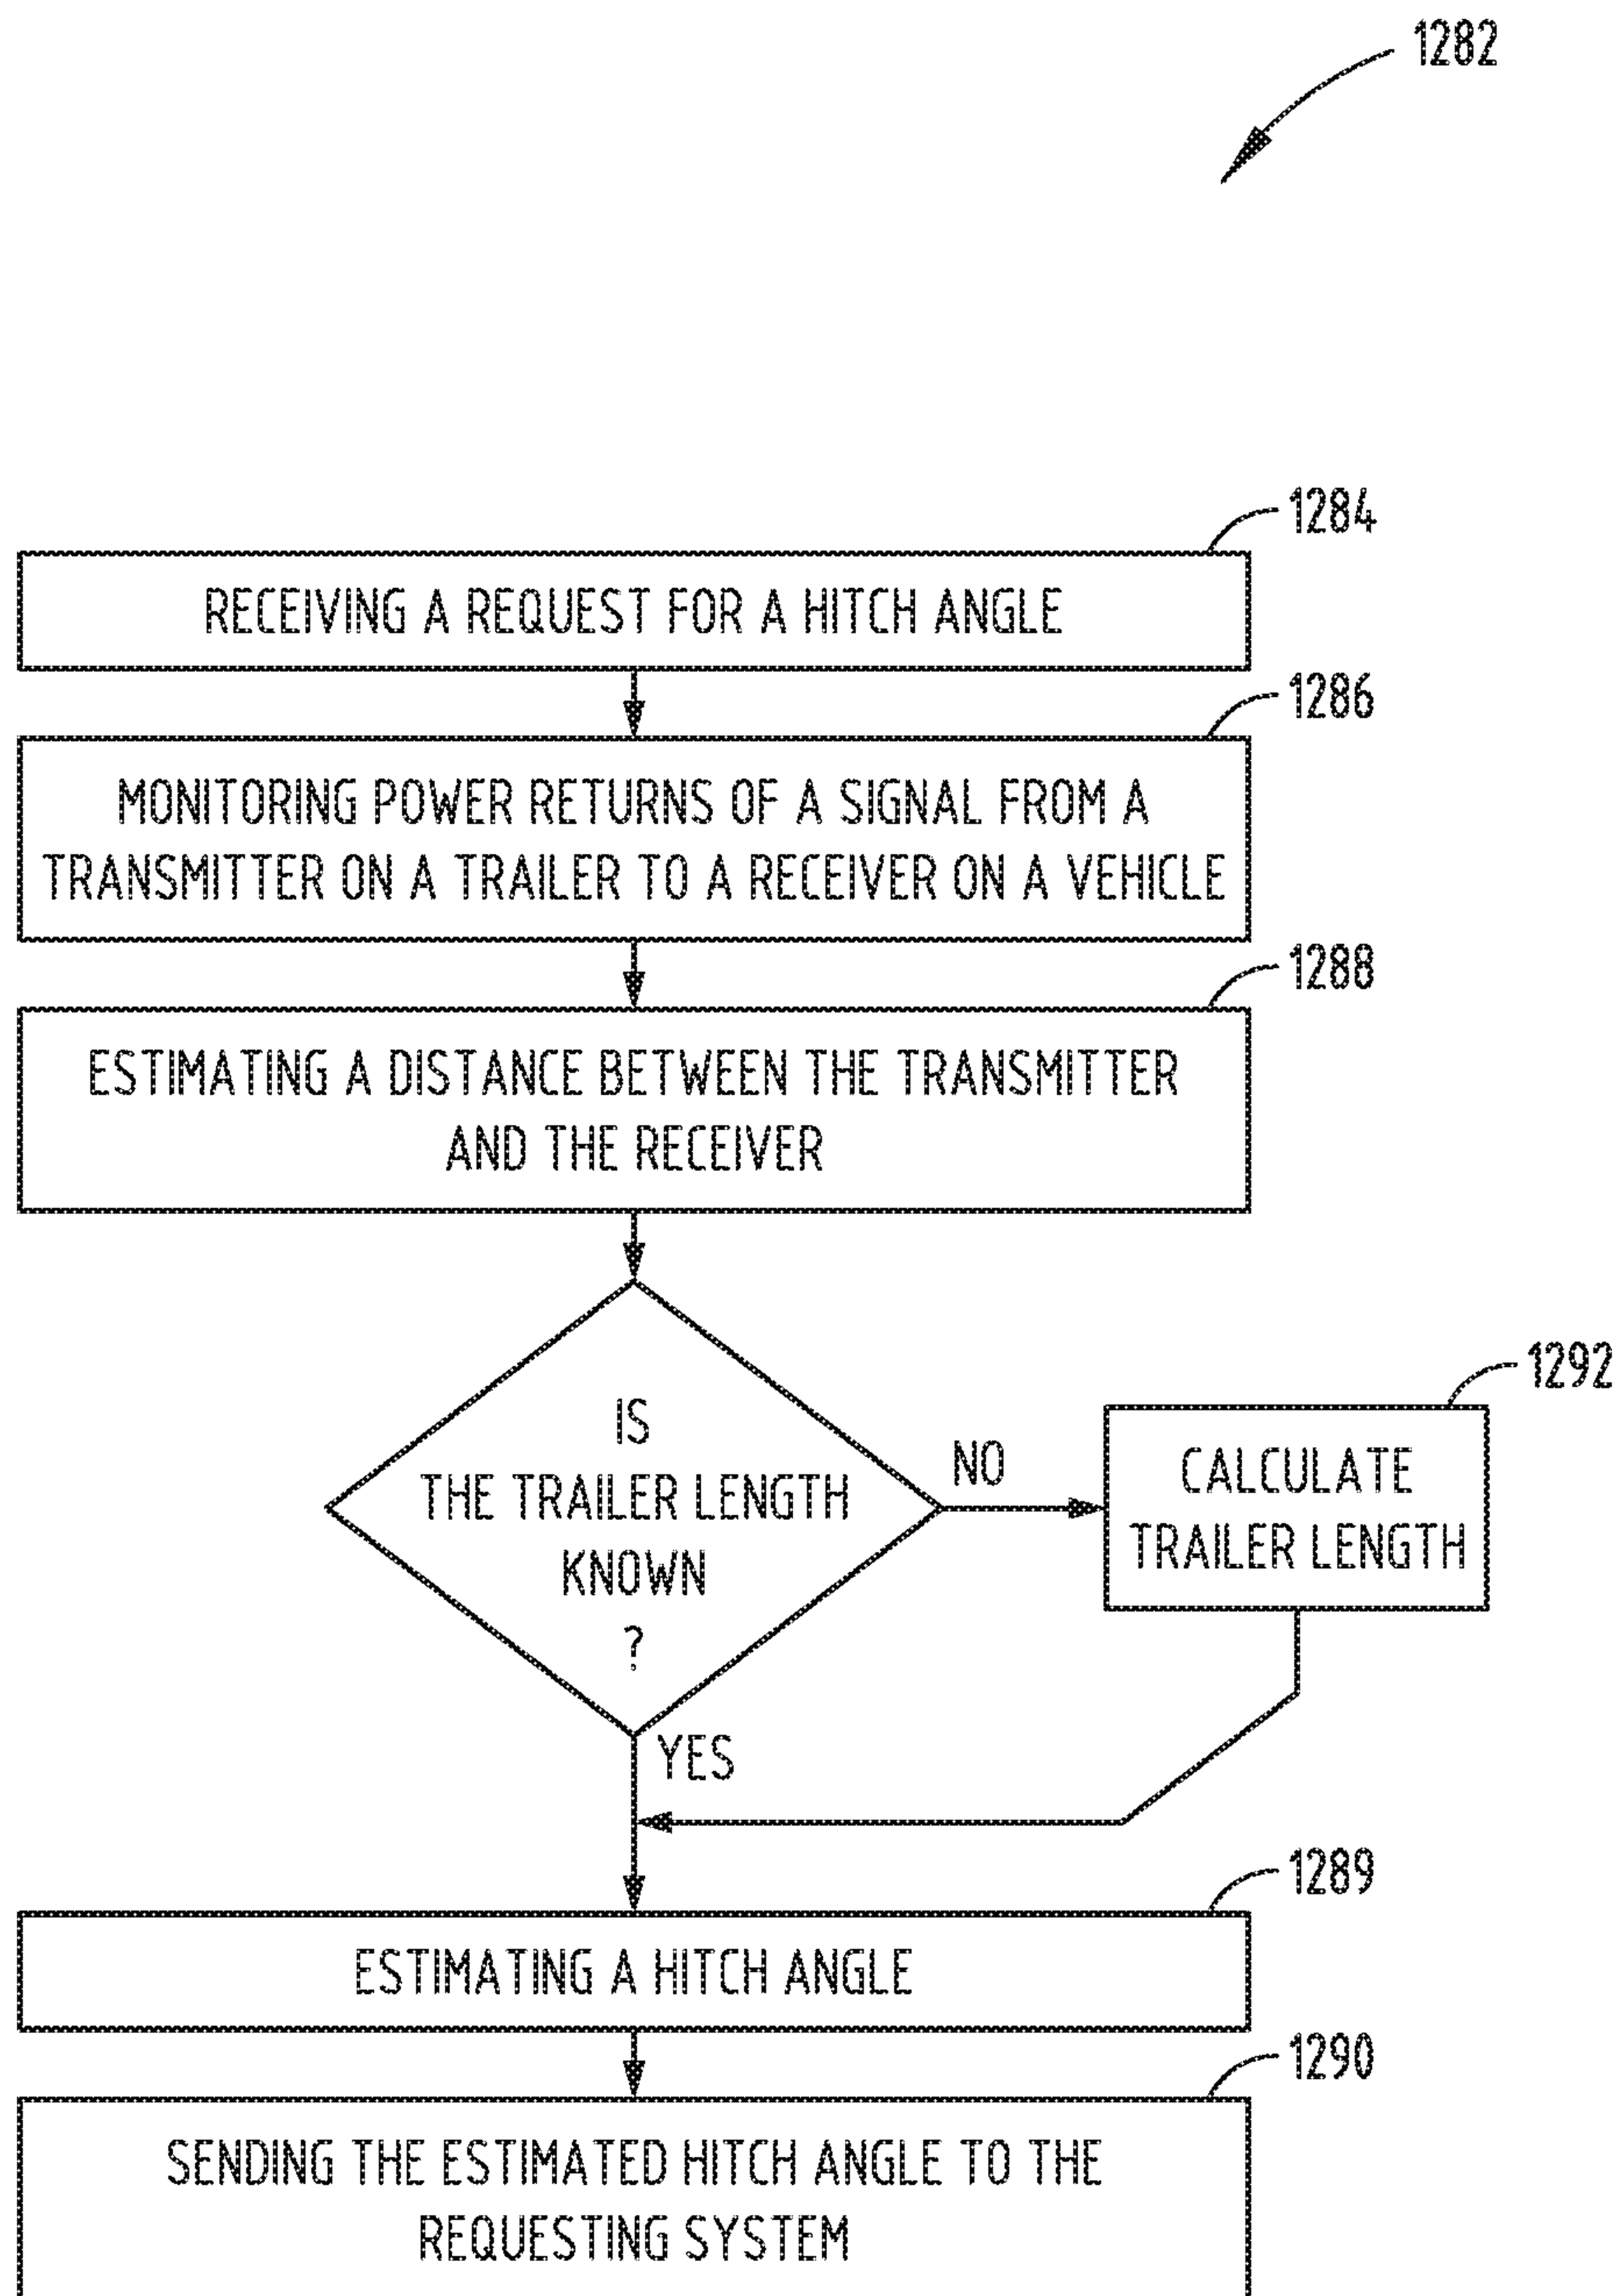 1282
1284
RECEIVING A REQUEST FOR A HITCH ANGLE
1286
MONITORING POWER RETURNS OF A SIGNAL FROM A
TRANSMITTER ON A TRAILER TO A RECEIVER ON A VEHICLE
1288
ESTIMATING A DISTANCE BETWEEN THE TRANSMITTER
AND THE RECEIVER
IS
THE TRAILER LENGTH
KNOWN
?
NO
1292
CALCULATE
TRAILER LENGTH
YES
1289
ESTIMATING A HITCH ANGLE
1290
SENDING THE ESTIMATED HITCH ANGLE TO THE
REQUESTING SYSTEM